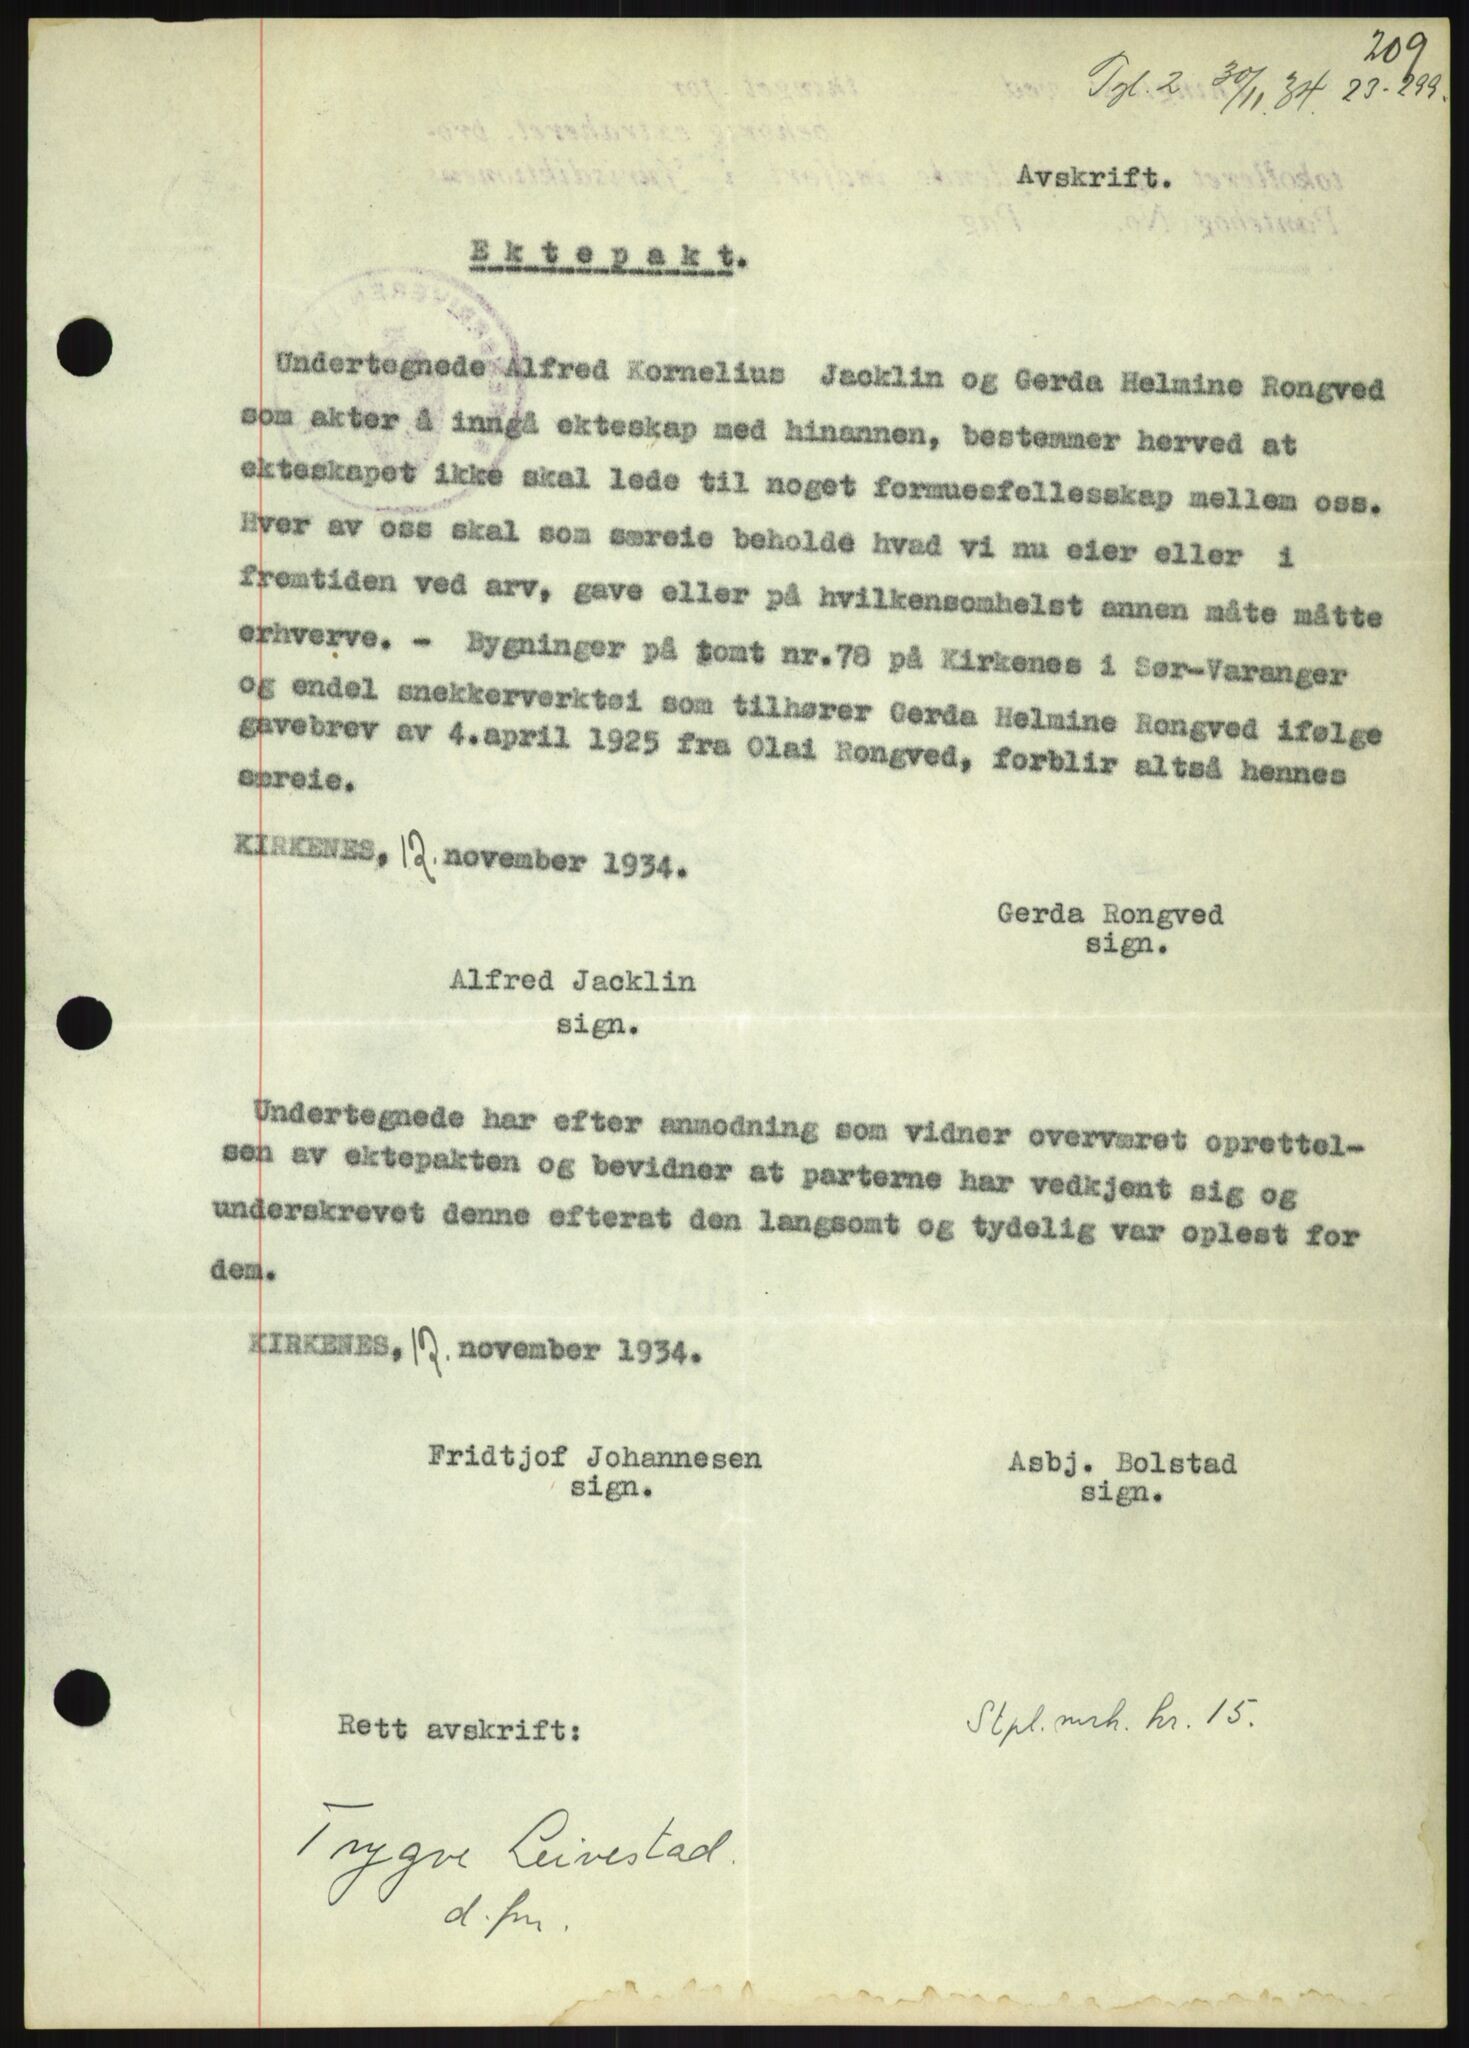 209
Tgl. 2 30/11. 34. 23-299.
Avskrift.
Ektepakt.
Undertegnede Alfred Kornelius Jacklin og Gerda Helmine Rongved
som akter å inngå ekteskap med hinannen, bestemmer herved at
ekteskapet ikke skal lede til noget formuesfellesskap mellem oss.
Hver av oss skal som særeie beholde hvad vi nu eier eller i
fremtiden ved arv, gave eller på hvilkensomhelst annen måte måtte
erhverve. - Bygninger på tomt nr.78 på Kirkenes i Sør-Varanger
og endel snekkerverktøi som tilhører Gerda Helmine Rongved ifølge
gavebrev av 4.april 1925 fra Olai Rongved, forblir altså hennes
særeie.
KIRKENES, 12. november 1934.
Gerda Rongved
sign.
Alfred Jacklin
sign.
Undertegnede har efter anmodning som vidner overværet oprettel-
sen av ektepakten og bevidner at parterne har vedkjent sig og
underskrevet denne efterat den langsomt og tydelig var oplest for
dem.
KIRKENES, 12. november 1934.
Fridtjof Johannesen
sign.
Asbj. Bolstad
sign.
Rett avskrift:
Stpl.mrk. kr. 15.
Trygve Leivestad.
d. fm.